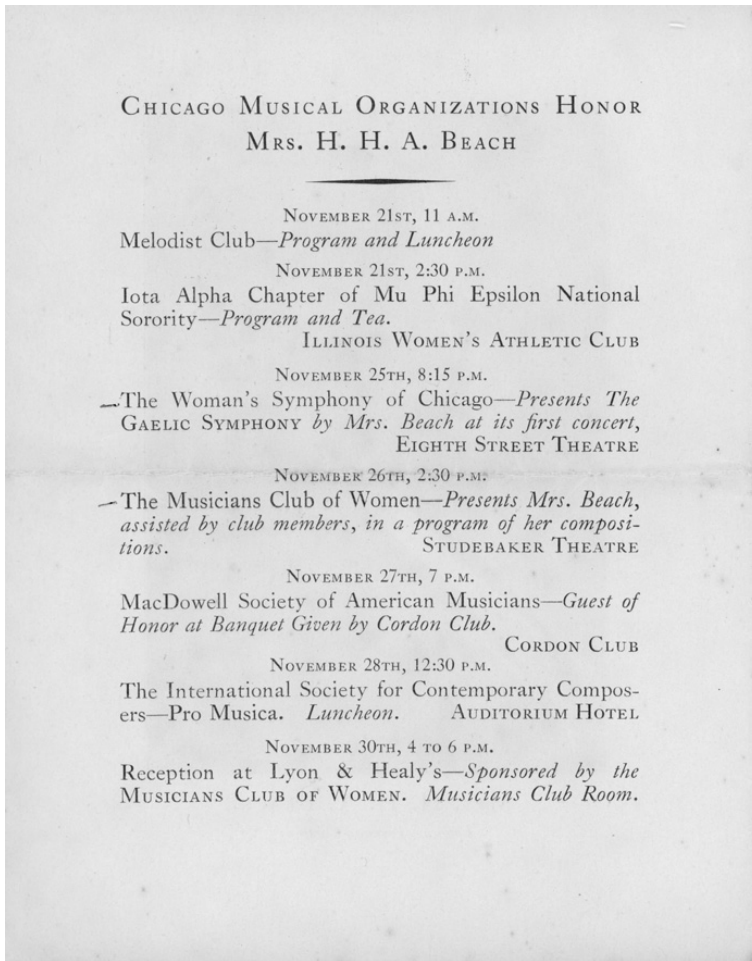 Chicago Musical Organizations Honor
Mrs. H. H. A. Beach
November 21st, 11 a.m.
Melodist Club—Program and Luncheon
November 21st, 2:30 p.m.
Iota Alpha Chapter of Mu Phi Epsilon National
Sorority—Program and Tea.
Illinois Women's Athletic Club
November 25th, 8:15 p.m.
The Woman's Symphony of Chicago—Presents The
Gaelic Symphony by Mrs. Beach at its first concert,
Eighth Street Theatre
November 26th, 2:30 p.m.
The Musicians Club of Women—Presents Mrs. Beach,
assisted by club members, in a program of her composi-
tions. Studebaker Theatre
November 27th, 7 p.m.
MacDowell Society of American Musicians—Guest of
Honor at Banquet Given by Cordon Club.
Cordon Club
November 28th, 12:30 p.m.
The International Society for Contemporary Compos-
ers—Pro Musica. Luncheon. Auditorium Hotel
November 30th, 4 to 6 p.m.
Reception at Lyon & Healy's—Sponsored by the
Musicians Club of Women. Musicians Club Room.